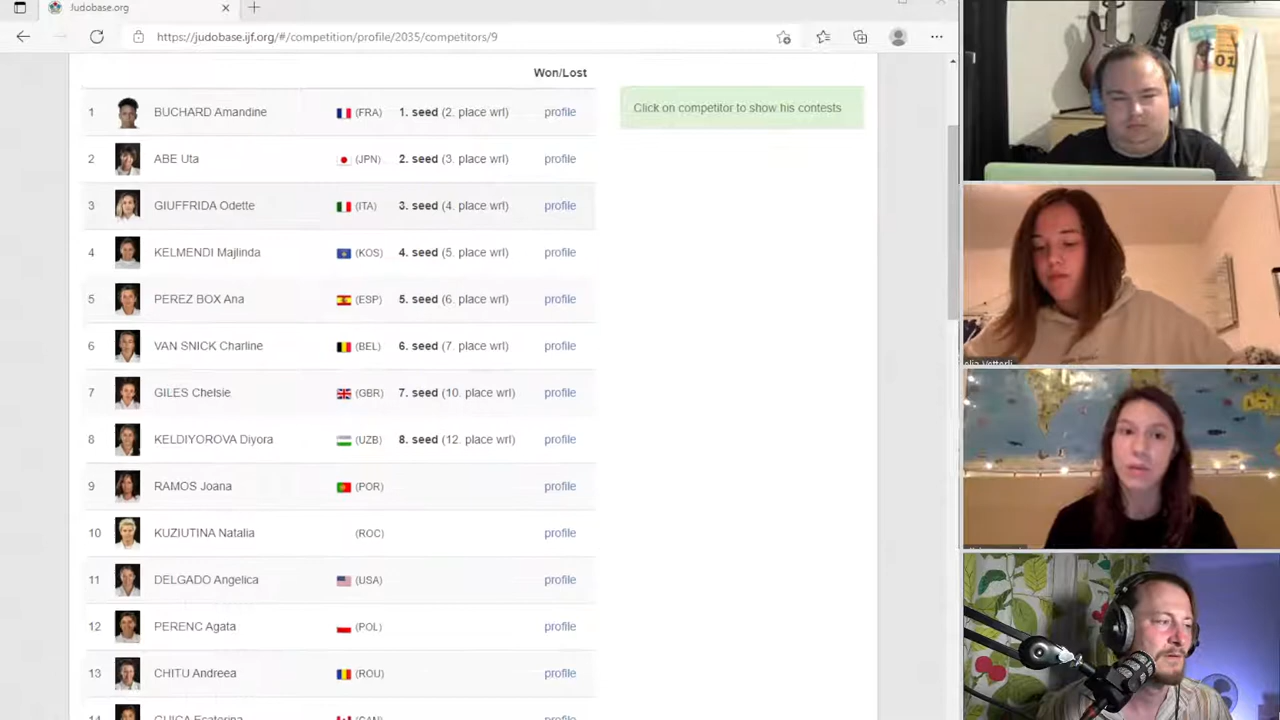 Judobase.org
https://judobase.ijf.org/#/competition/profile/2035/competitors/9
Won/Lost
Click on competitor to show his contests
1 BUCHARD Amandine (FRA) 1. seed (2. place wrl) profile
2 ABE Uta (JPN) 2. seed (3. place wrl) profile
3 GIUFFRIDA Odette (ITA) 3. seed (4. place wrl) profile
4 KELMENDI Majlinda (KOS) 4. seed (5. place wrl) profile
5 PEREZ BOX Ana (ESP) 5. seed (6. place wrl) profile
6 VAN SNICK Charline (BEL) 6. seed (7. place wrl) profile
7 GILES Chelsie (GBR) 7. seed (10. place wrl) profile
8 KELDIYOROVA Diyora (UZB) 8. seed (12. place wrl) profile
9 RAMOS Joana (POR) profile
10 KUZIUTINA Natalia (ROC) profile
11 DELGADO Angelica (USA) profile
12 PERENC Agata (POL) profile
13 CHITU Andreea (ROU) profile
14 GUICA Ecaterina (CAN) profile
01